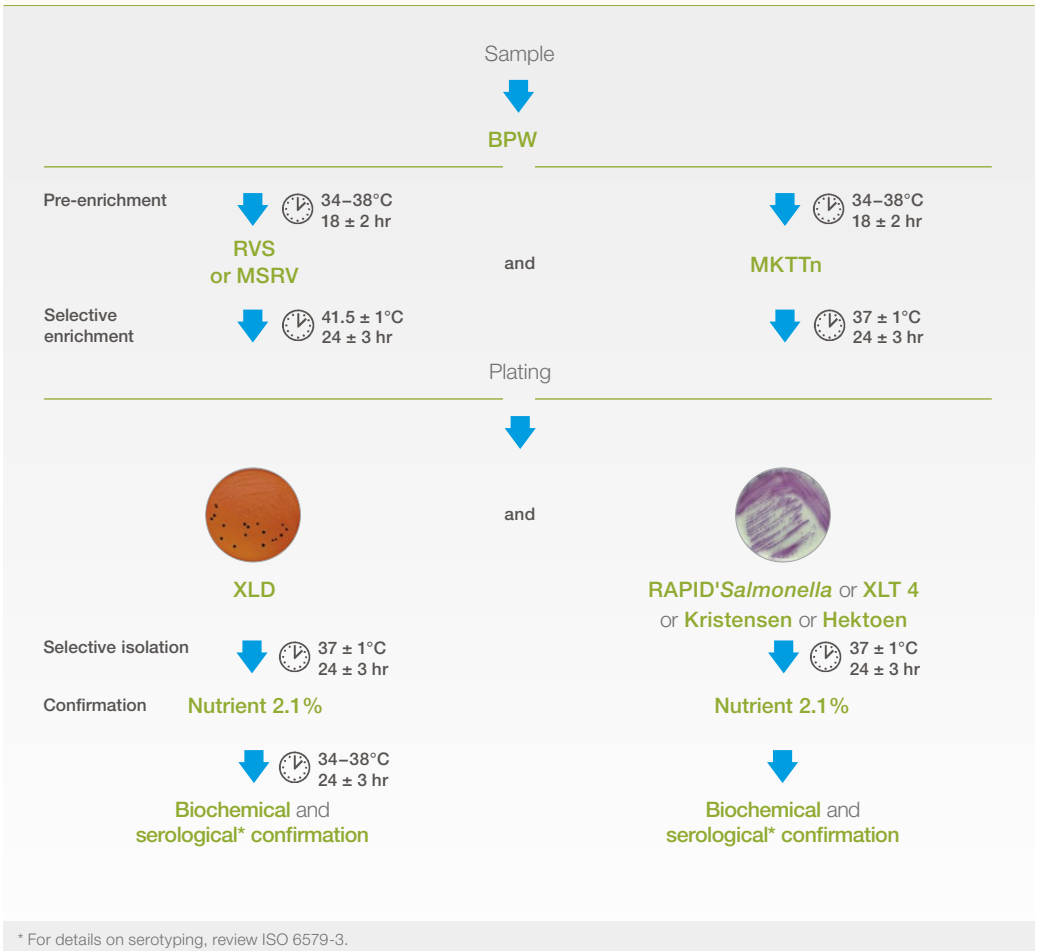 Sample
BPW
Pre-enrichment
34–38°C
18 ± 2 hr
34–38°C
18 ± 2 hr
RVS
or MSRV
and
MKTTn
Selective
enrichment
41.5 ± 1°C
24 ± 3 hr
37 ± 1°C
24 ± 3 hr
Plating
and
XLD
RAPID'Salmonella or XLT 4
or Kristensen or Hektoen
Selective isolation
37 ± 1°C
24 ± 3 hr
37 ± 1°C
24 ± 3 hr
Confirmation
Nutrient 2.1%
Nutrient 2.1%
34–38°C
24 ± 3 hr
Biochemical and
serological* confirmation
Biochemical and
serological* confirmation
* For details on serotyping, review ISO 6579-3.